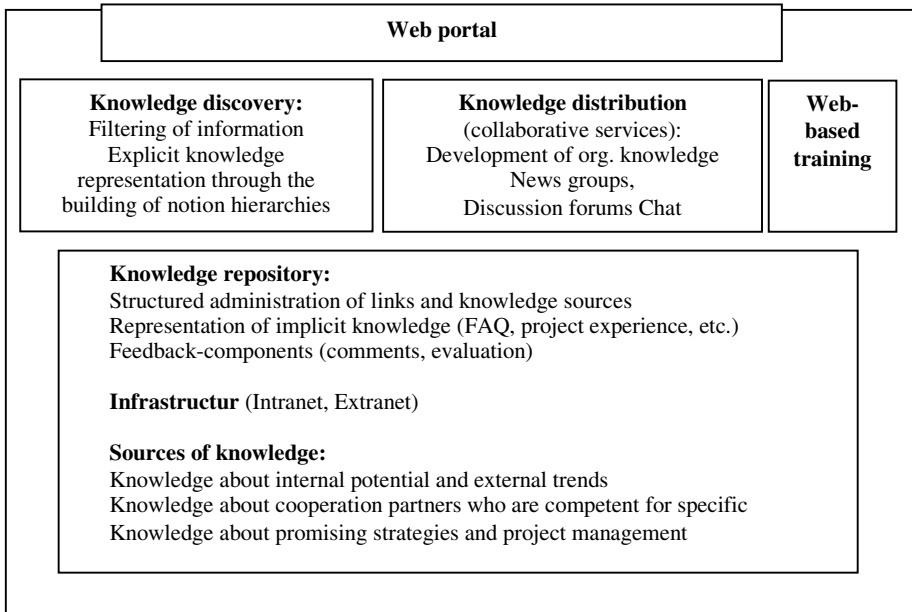 Web portal
Knowledge discovery:
Filtering of information
Explicit knowledge
representation through the
building of notion hierarchies
Knowledge distribution
(collaborative services):
Development of org. knowledge
News groups,
Discussion forums Chat
Web-
based
training
Knowledge repository:
Structured administration of links and knowledge sources
Representation of implicit knowledge (FAQ, project experience, etc.)
Feedback-components (comments, evaluation)
Infrastructur (Intranet, Extranet)
Sources of knowledge:
Knowledge about internal potential and external trends
Knowledge about cooperation partners who are competent for specific
Knowledge about promising strategies and project management